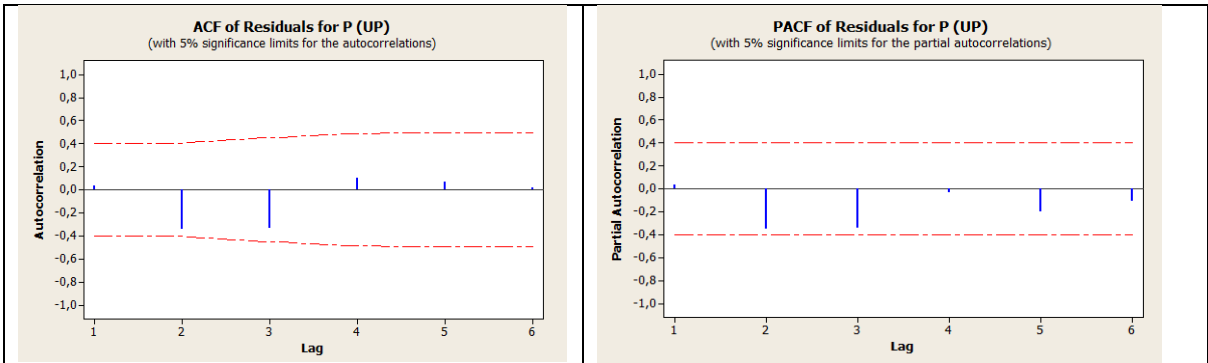 ACF of Residuals for P (UP)
(with 5% significance limits for the autocorrelations)
1,0
0,8
0,6
0,4
0,2
0,0
-0,2
-0,4
-0,6
-0,8
-1,0
Autocorrelation
1 2 3 4 5 6
Lag
PACF of Residuals for P (UP)
(with 5% significance limits for the partial autocorrelations)
1,0
0,8
0,6
0,4
0,2
0,0
-0,2
-0,4
-0,6
-0,8
-1,0
Partial Autocorrelation
1 2 3 4 5 6
Lag